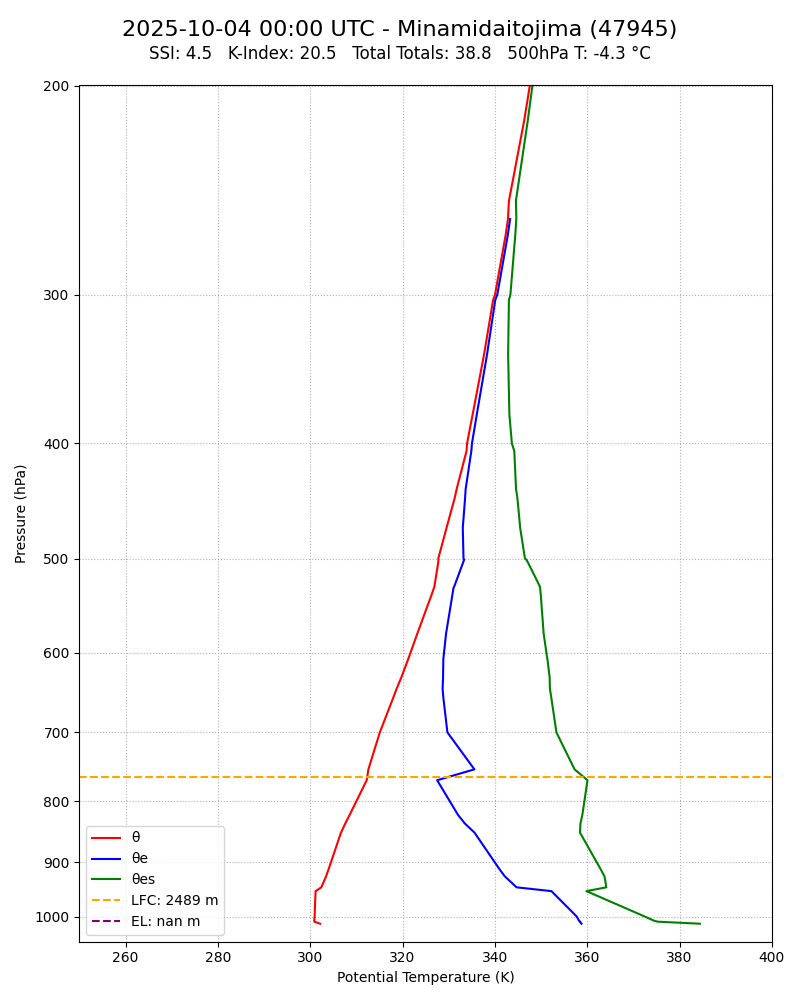 2025-10-04 00:00 UTC - Minamidaitojima (47945)
SSI: 4.5 K-Index: 20.5 Total Totals: 38.8 500hPa T: -4.3 °C
200
300
400
500
600
700
800
900
1000
Pressure (hPa)
θ
θe
θes
LFC: 2489 m
EL: nan m
260 280 300 320 340 360 380 400
Potential Temperature (K)